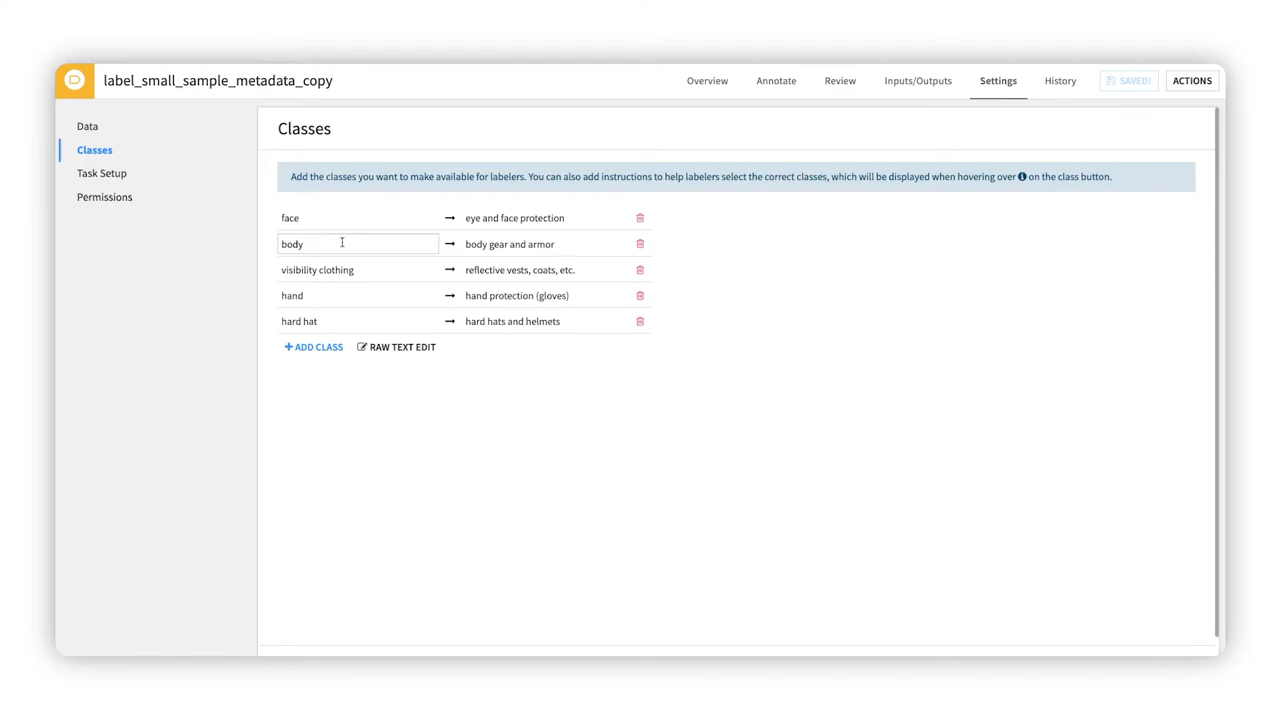 label_small_sample_metadata_copy
Overview
Annotate
Review
Inputs/Outputs
Settings
History
SAVED!
ACTIONS
Data
Classes
Task Setup
Permissions
Classes
Add the classes you want to make available for labelers. You can also add instructions to help labelers select the correct classes, which will be displayed when hovering over on the class button.
face → eye and face protection
body → body gear and armor
visibility clothing → reflective vests, coats, etc.
hand → hand protection (gloves)
hard hat → hard hats and helmets
+ ADD CLASS
RAW TEXT EDIT